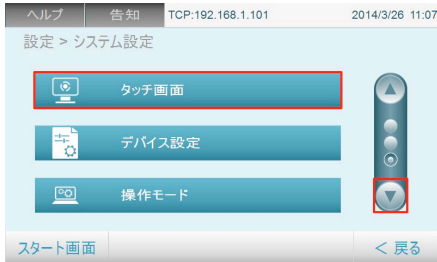 ヘルプ 告知 TCP:192.168.1.101 2014/3/26 11:07
設定 > システム設定
タッチ画面
デバイス設定
操作モード
スタート画面 < 戻る